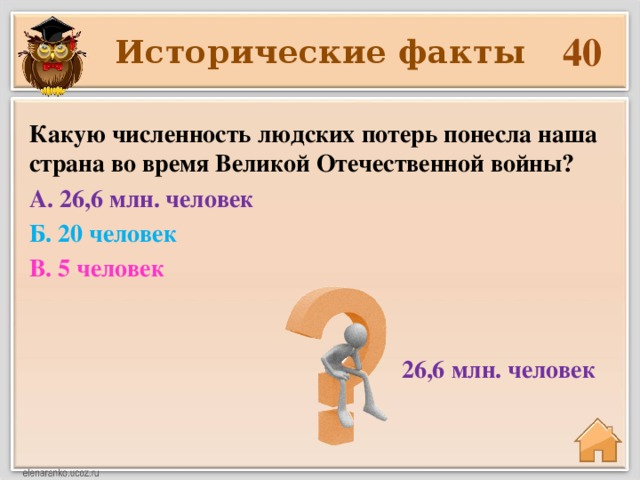 Исторические факты 40
Какую численность людских потерь понесла наша
страна во время Великой Отечественной войны?
А. 26,6 млн. человек
Б. 20 человек
В. 5 человек
26,6 млн. человек
elenaranko.ucoz.ru